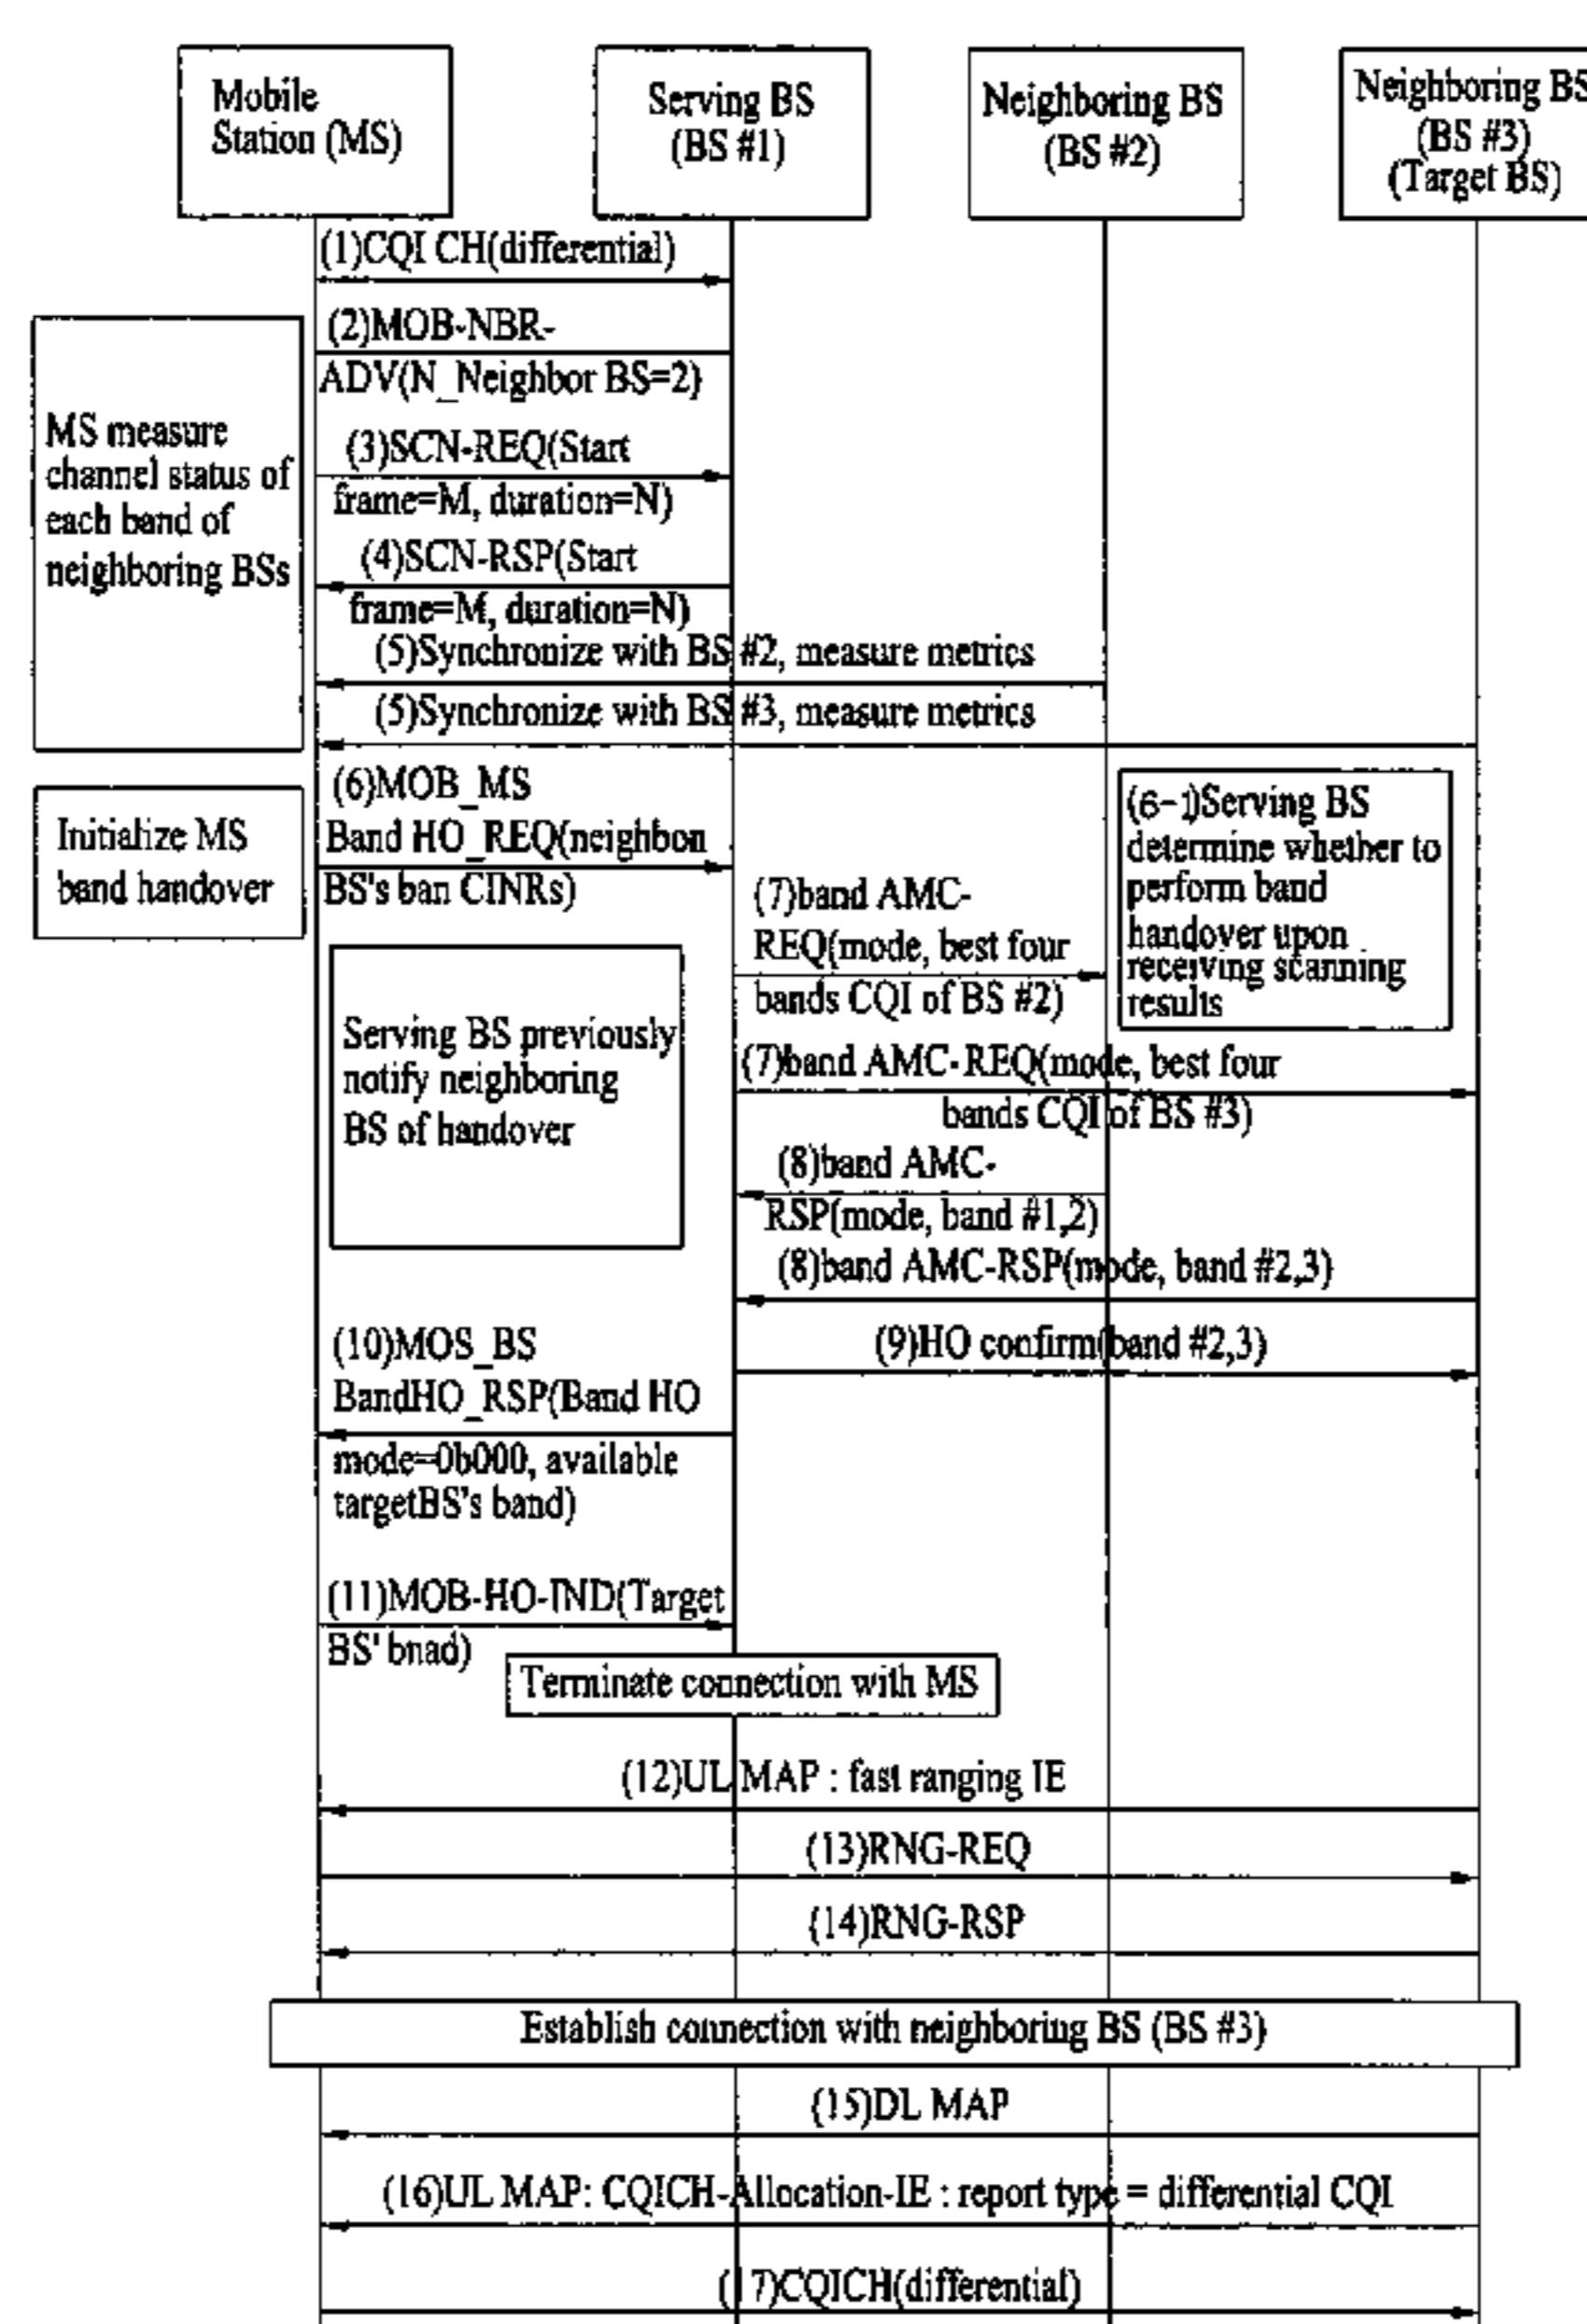 Mobile
Station (MS)
Serving BS
(BS #1)
Neighboring BS
(BS #2)
Neighboring BS
(BS #3)
(Target BS)
(1)CQI CH(differential)
(2)MOB-NBR-
ADV(N_Neighbor BS=2)
(3)SCN-REQ(Start
frame=M, duration=N)
(4)SCN-RSP(Start
frame=M, duration=N)
MS measure
channel status of
each band of
neighboring BSs
(5)Synchronize with BS #2, measure metrics
(5)Synchronize with BS #3, measure metrics
Initialize MS
band handover
(6)MOB_MS
Band HO_REQ(neighbon
BS's ban CINRs)
(6-1)Serving BS
determine whether to
perform band
handover upon
receiving scanning
results
(7)band AMC-
REQ(mode, best four
bands CQI of BS #2)
Serving BS previously
notify neighboring
BS of handover
(7)band AMC-REQ(mode, best four
bands CQI of BS #3)
(8)band AMC-
RSP(mode, band #1,2)
(8)band AMC-RSP(mode, band #2,3)
(9)HO confirm(band #2,3)
(10)MOS_BS
BandHO_RSP(Band HO
mode=0b000, available
targetBS's band)
(11)MOB-HO-IND(Target
BS' bnad)
Terminate connection with MS
(12)UL MAP : fast ranging IE
(13)RNG-REQ
(14)RNG-RSP
Establish connection with neighboring BS (BS #3)
(15)DL MAP
(16)UL MAP: CQICH-Allocation-IE : report type = differential CQI
(17)CQICH(differential)